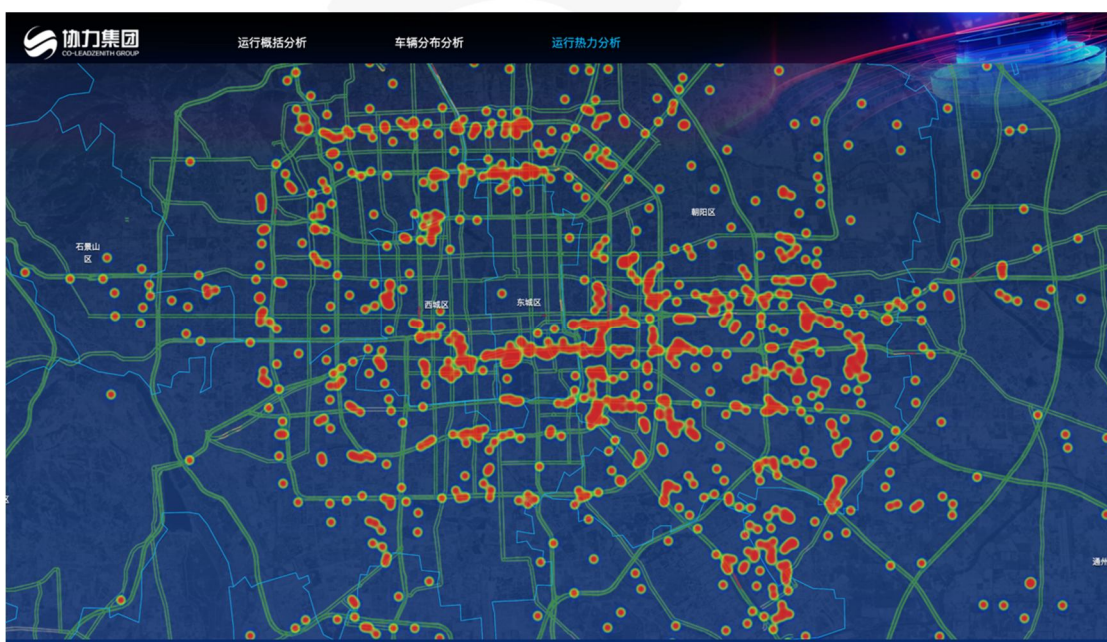 协力集团
CO-LEADZENITH GROUP
运行概括分析
车辆分布分析
运行热力分析
朝阳区
石景山
区
西城区
东城区
区
通州